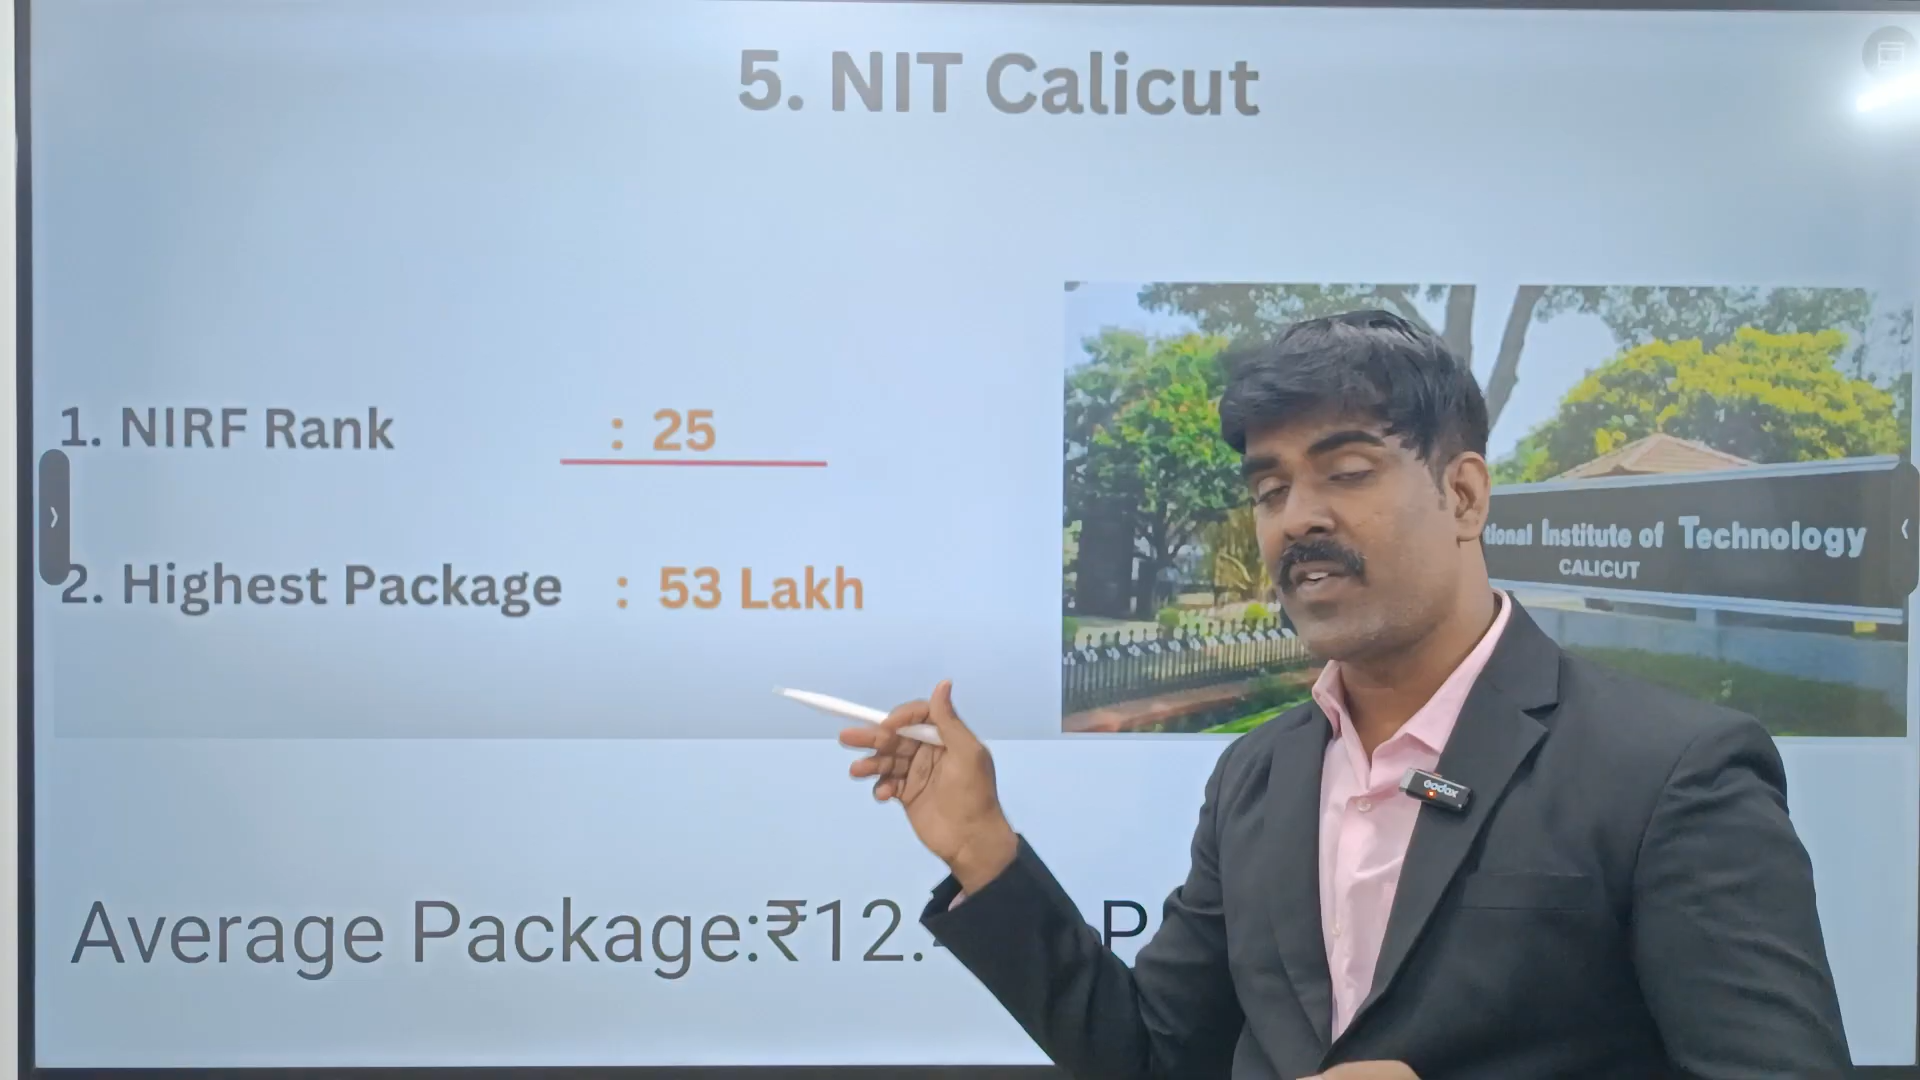 5. NIT Calicut
1. NIRF Rank : 25
2. Highest Package : 53 Lakh
Institute of Technology
CALICUT
Godox
Average Package:₹12.